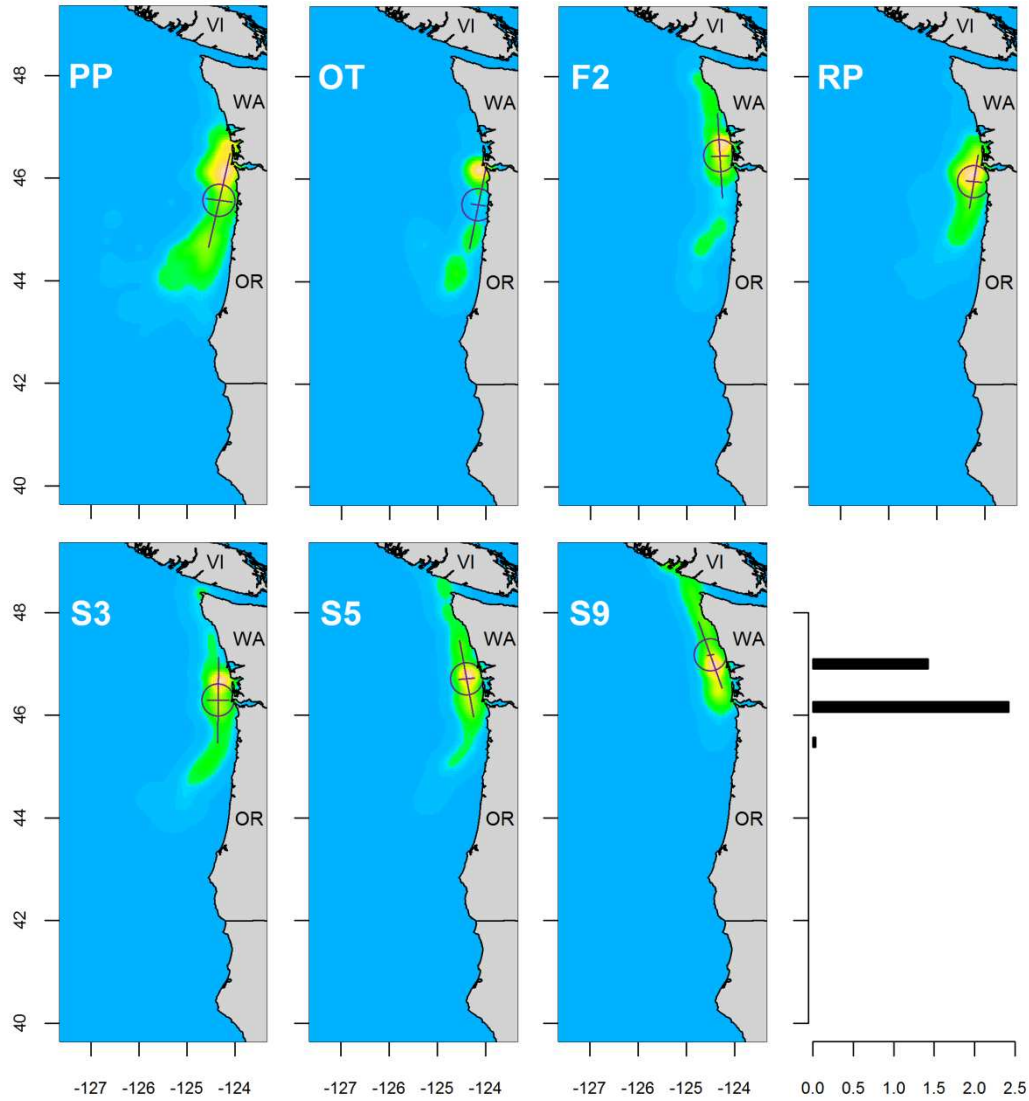 VI VI VI VI
PP OT F2 RP
WA WA WA WA
OR OR OR OR
48
46
44
42
40
VI VI VI
S3 S5 S9
WA WA WA
OR OR OR
48
46
44
42
40
-127 -126 -125 -124 -127 -126 -125 -124 -127 -126 -125 -124 0.0 0.5 1.0 1.5 2.0 2.5